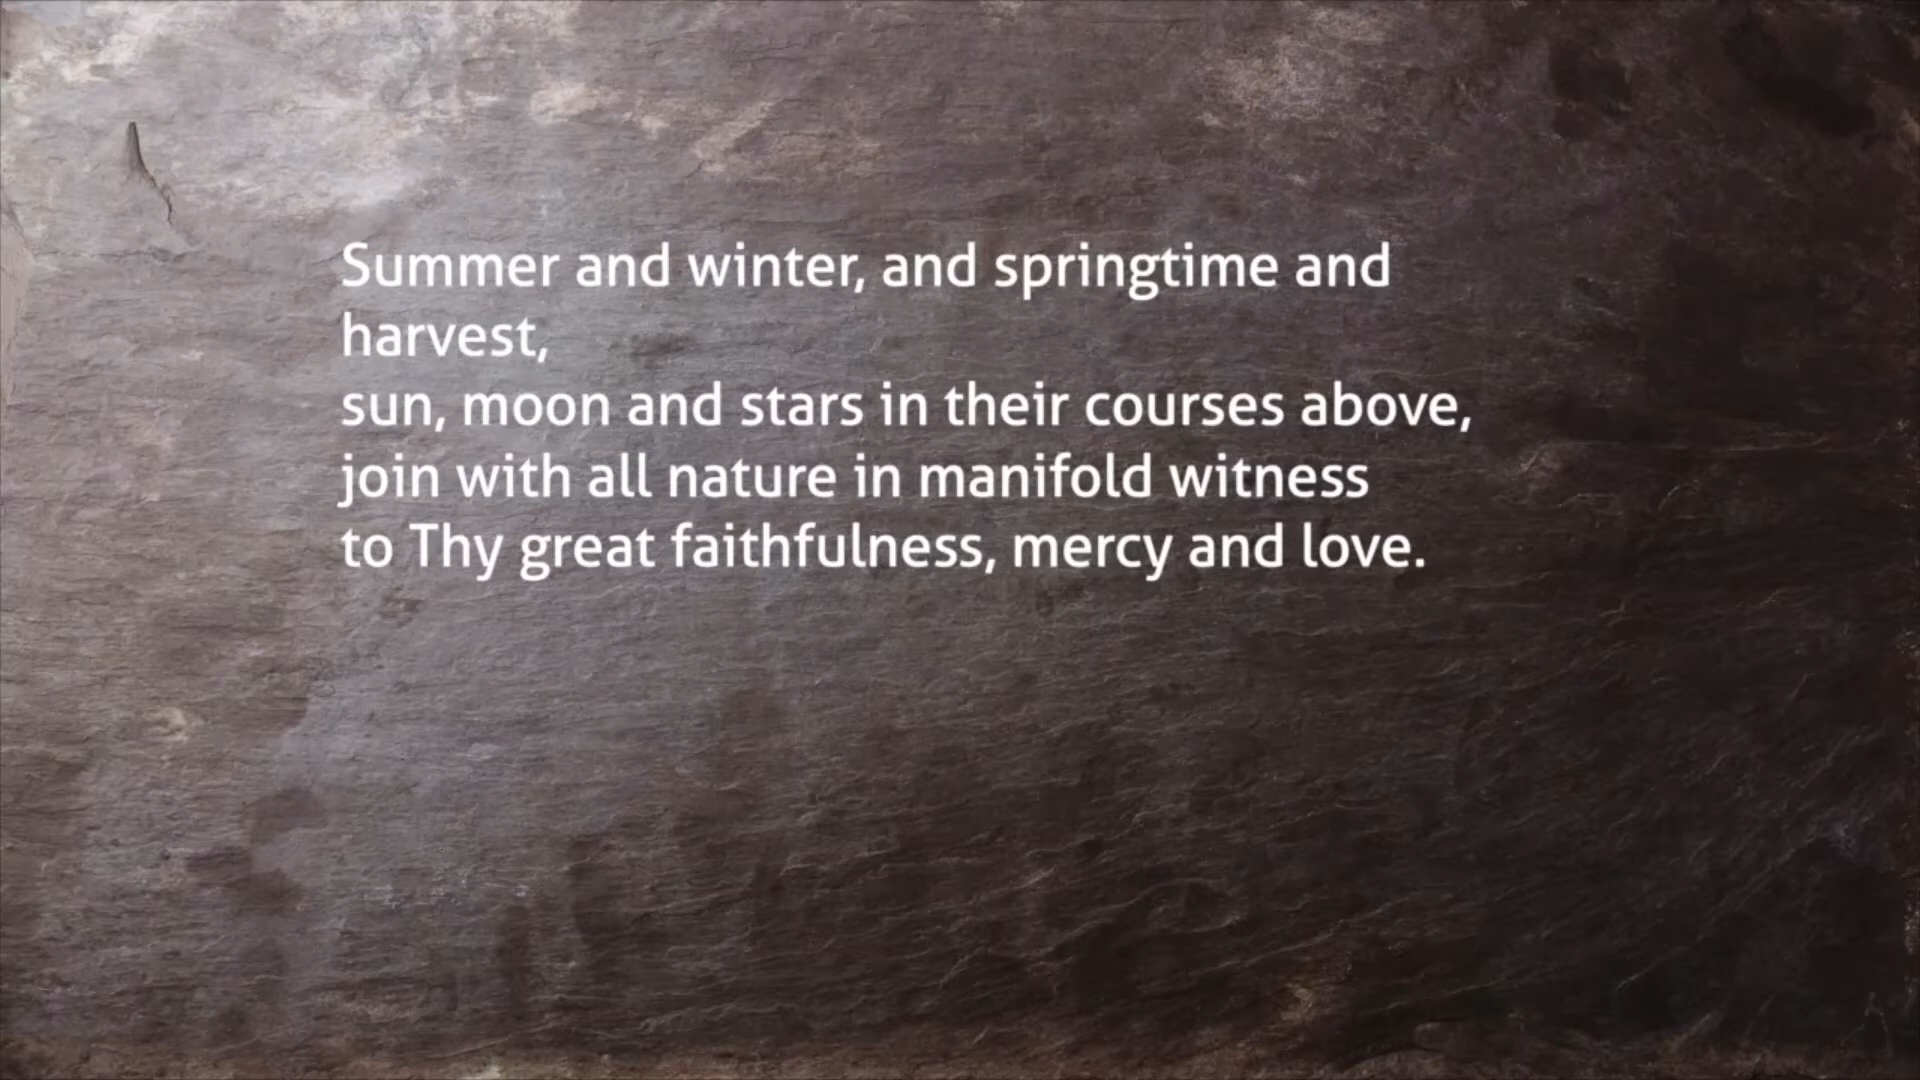 Summer and winter, and springtime and
harvest,
sun, moon and stars in their courses above,
join with all nature in manifold witness
to Thy great faithfulness, mercy and love.